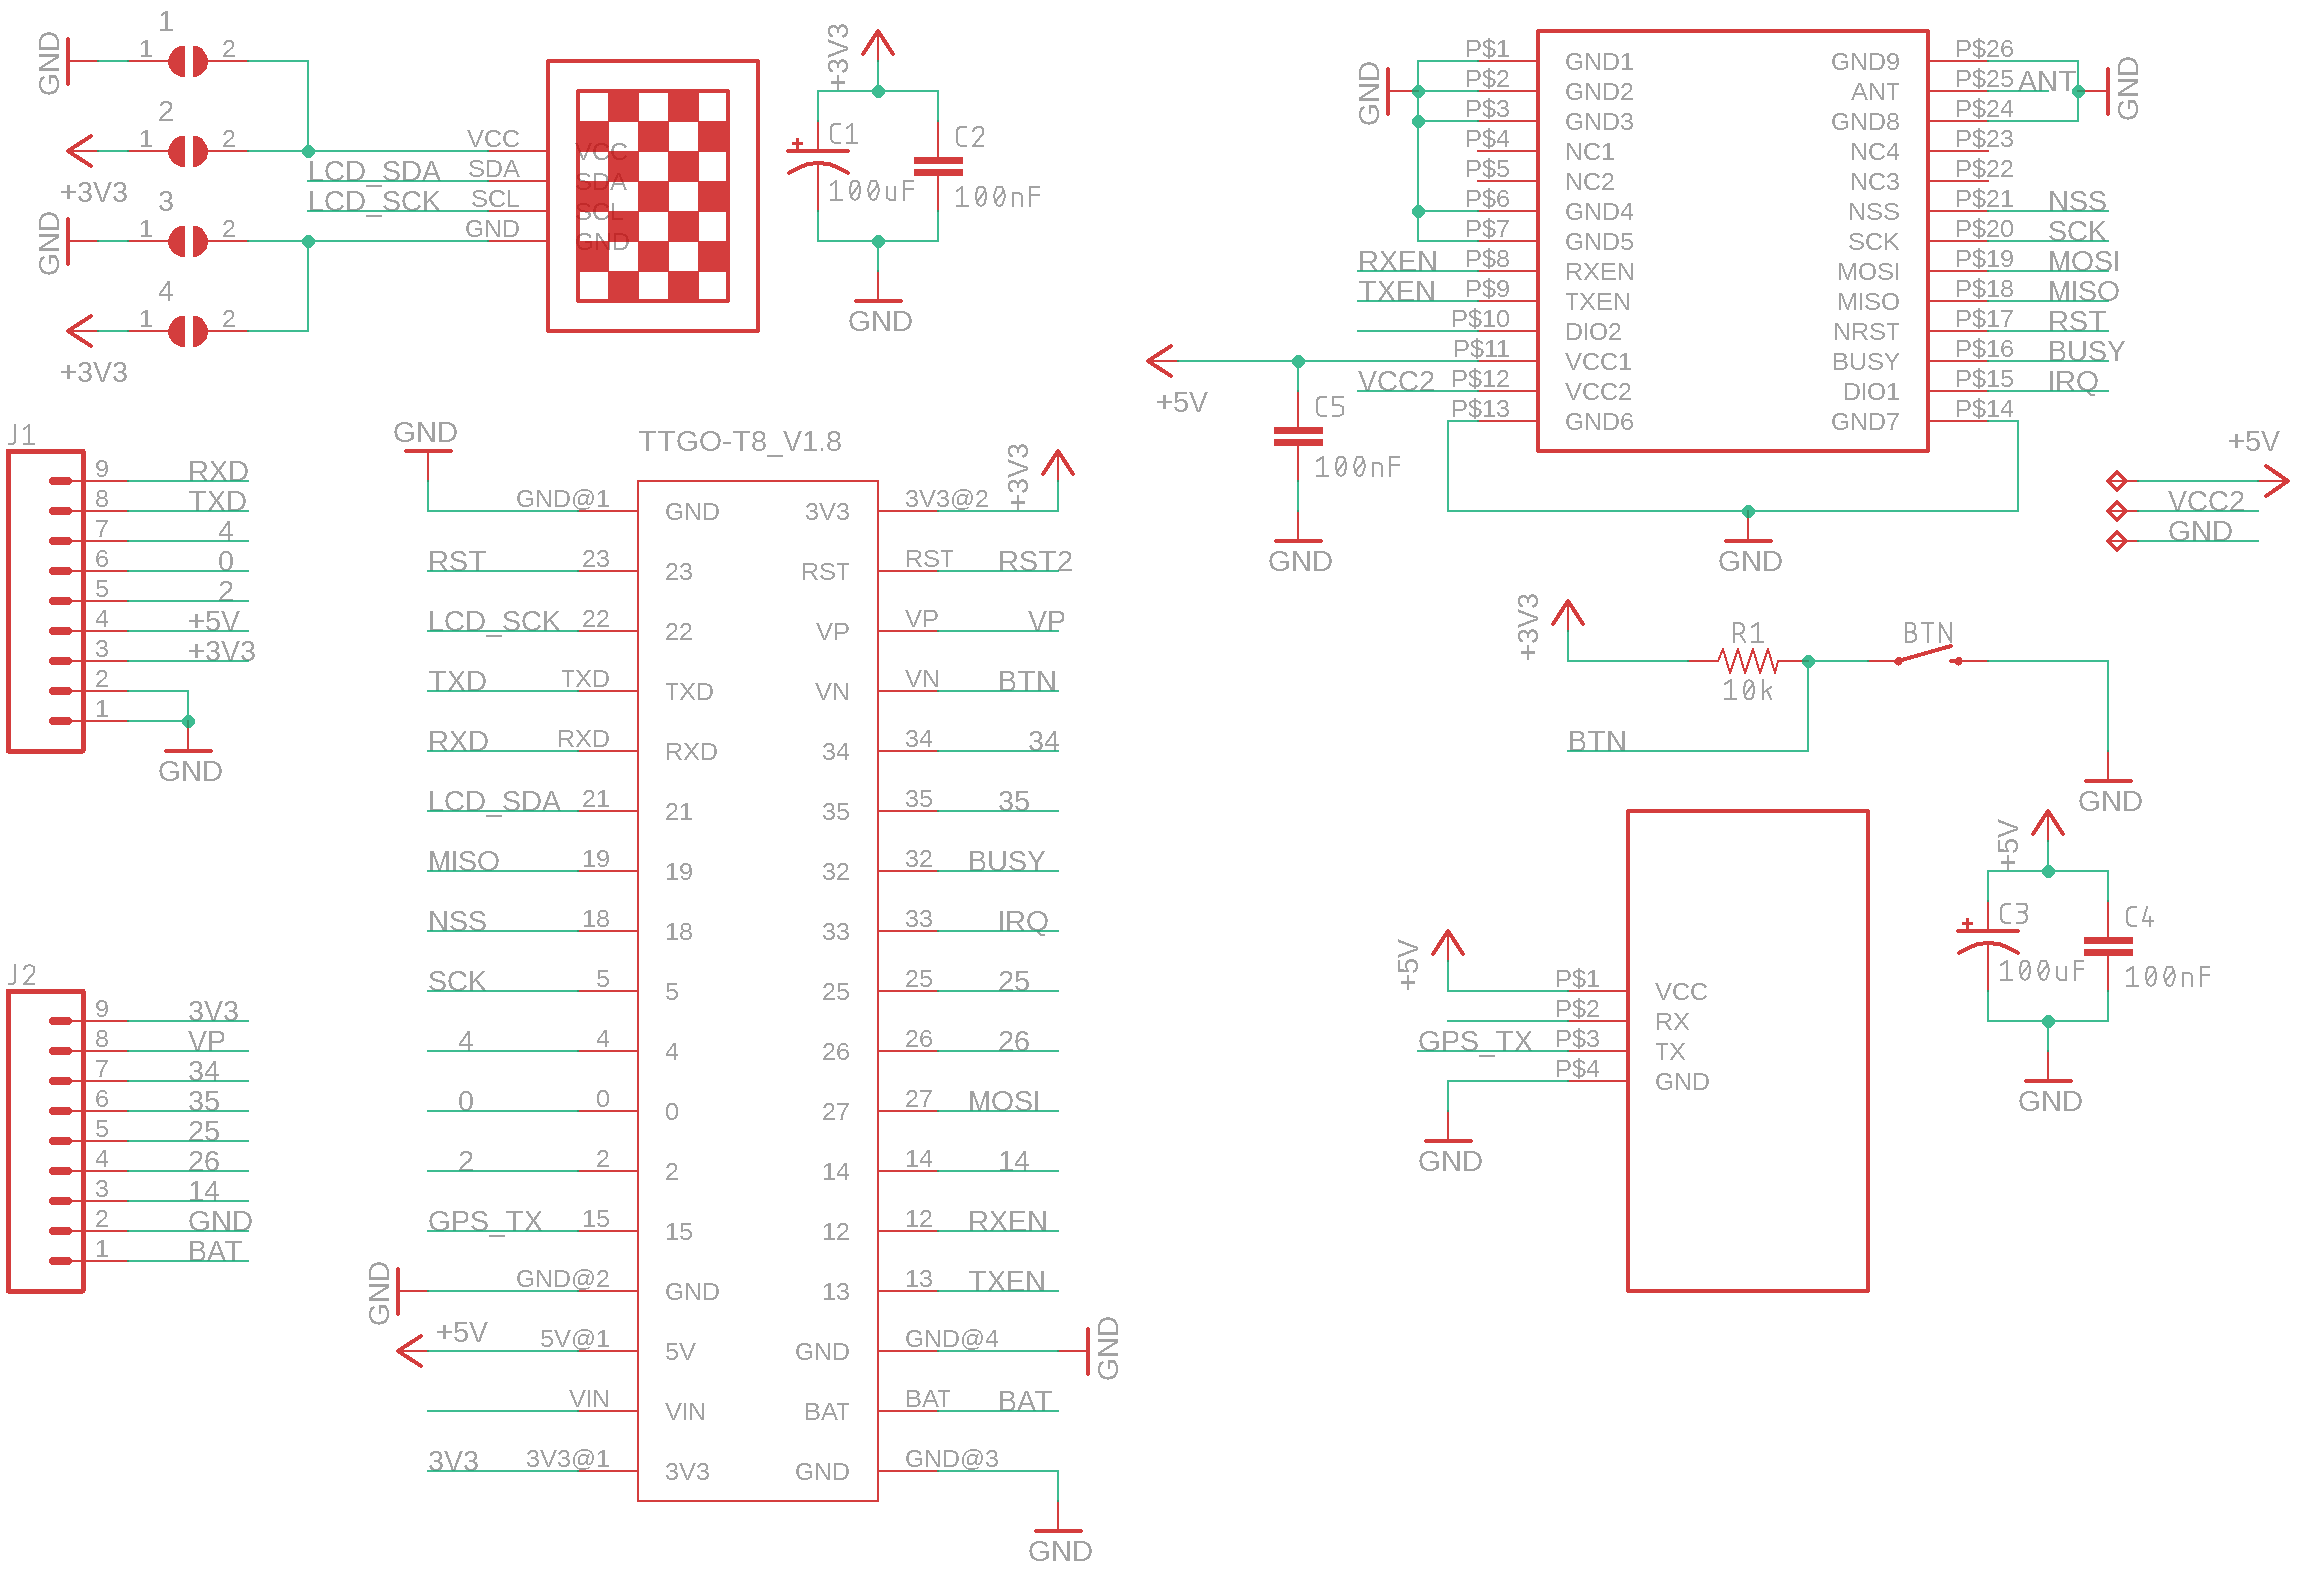 GND
1
1 2
2
1 2
+3V3
3
GND
1 2
4
1 2
+3V3
VCC
LCD_SDA SDA
LCD_SCK SCL
GND
VCC
SDA
SCL
GND
+3V3
C1
100uF
C2
100nF
GND
GND
P$1 GND1 GND9 P$26
P$2 GND2 ANT P$25 ANT
P$3 GND3 GND8 P$24
P$4 NC1 NC4 P$23
P$5 NC2 NC3 P$22
P$6 GND4 NSS P$21 NSS
P$7 GND5 SCK P$20 SCK
RXEN P$8 RXEN MOSI P$19 MOSI
TXEN P$9 TXEN MISO P$18 MISO
P$10 DIO2 NRST P$17 RST
P$11 VCC1 BUSY P$16 BUSY
VCC2 P$12 VCC2 DIO1 P$15 IRQ
P$13 GND6 GND7 P$14
GND
+5V
C5
100nF
GND
GND
+5V
VCC2
GND
J1
9 RXD
8 TXD
7 4
6 0
5 2
4 +5V
3 +3V3
2
1
GND
J2
9 3V3
8 VP
7 34
6 35
5 25
4 26
3 14
2 GND
1 BAT
GND
TTGO-T8_V1.8
+3V3
GND@1 GND 3V3 3V3@2
RST 23 23 RST RST RST2
LCD_SCK 22 22 VP VP VP
TXD TXD TXD VN VN BTN
RXD RXD RXD 34 34 34
LCD_SDA 21 21 35 35 35
MISO 19 19 32 32 BUSY
NSS 18 18 33 33 IRQ
SCK 5 5 25 25 25
4 4 4 26 26 26
0 0 0 27 27 MOSI
2 2 2 14 14 14
GPS_TX 15 15 12 12 RXEN
GND GND@2 GND 13 13 TXEN
+5V 5V@1 5V GND GND@4 GND
VIN VIN BAT BAT BAT
3V3 3V3@1 3V3 GND GND@3
GND
+3V3
R1
10k
BTN
BTN
GND
+5V
P$1 VCC
P$2 RX
GPS_TX P$3 TX
P$4 GND
GND
+5V
C3
100uF
C4
100nF
GND